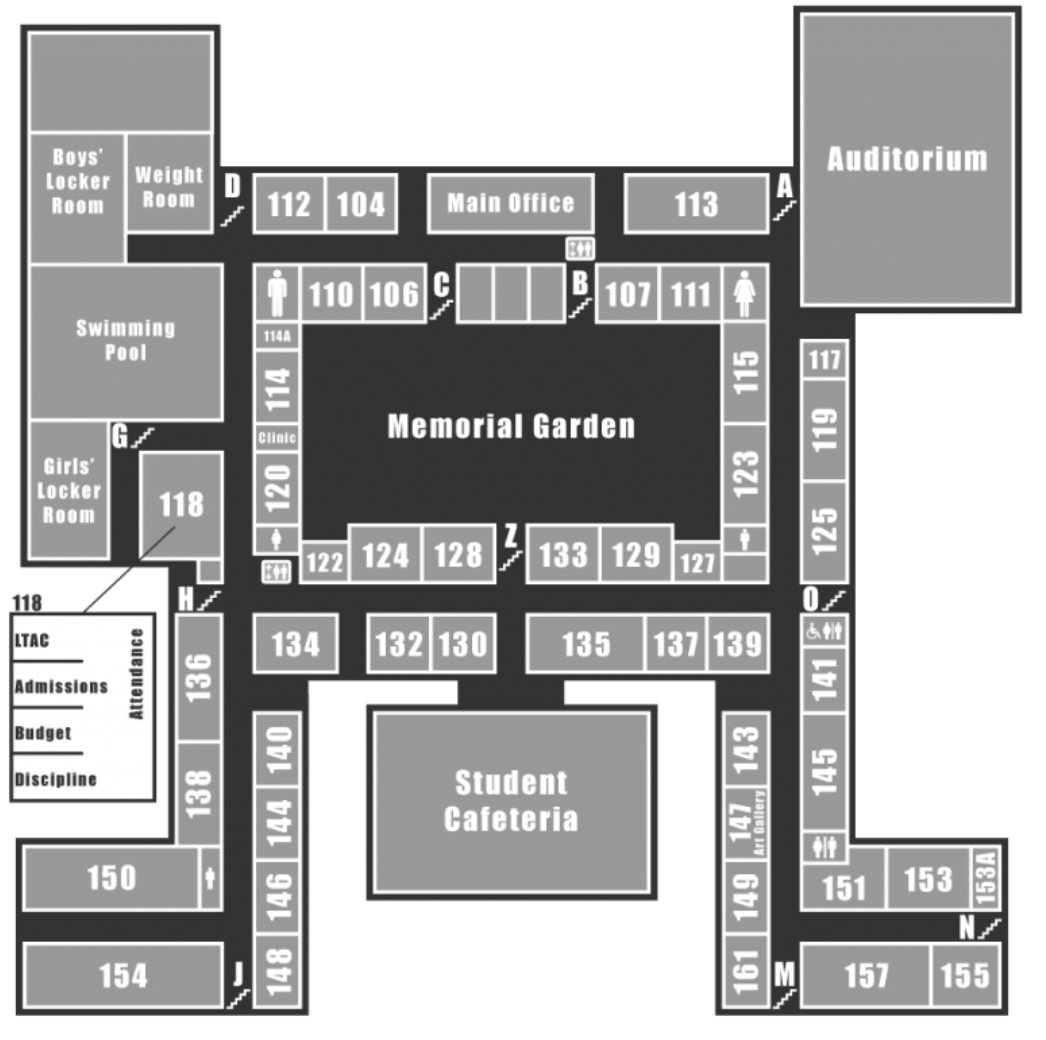 Auditorium
Boys'
Locker
Room
Weight
Room
D
112
104
Main Office
113
A
110
106
C
B
107
111
Swimming
Pool
114A
114
Clinic
120
Memorial Garden
115
123
117
119
125
G
Girls'
Locker
Room
118
122
124
128
Z
133
129
127
H
O
118
LTAC
Admissions
Budget
Discipline
Attendance
136
138
134
132
130
135
137
139
141
145
140
144
146
148
Student
Cafeteria
143
147
Art Gallery
149
161
150
151
153
153A
N
154
J
M
157
155